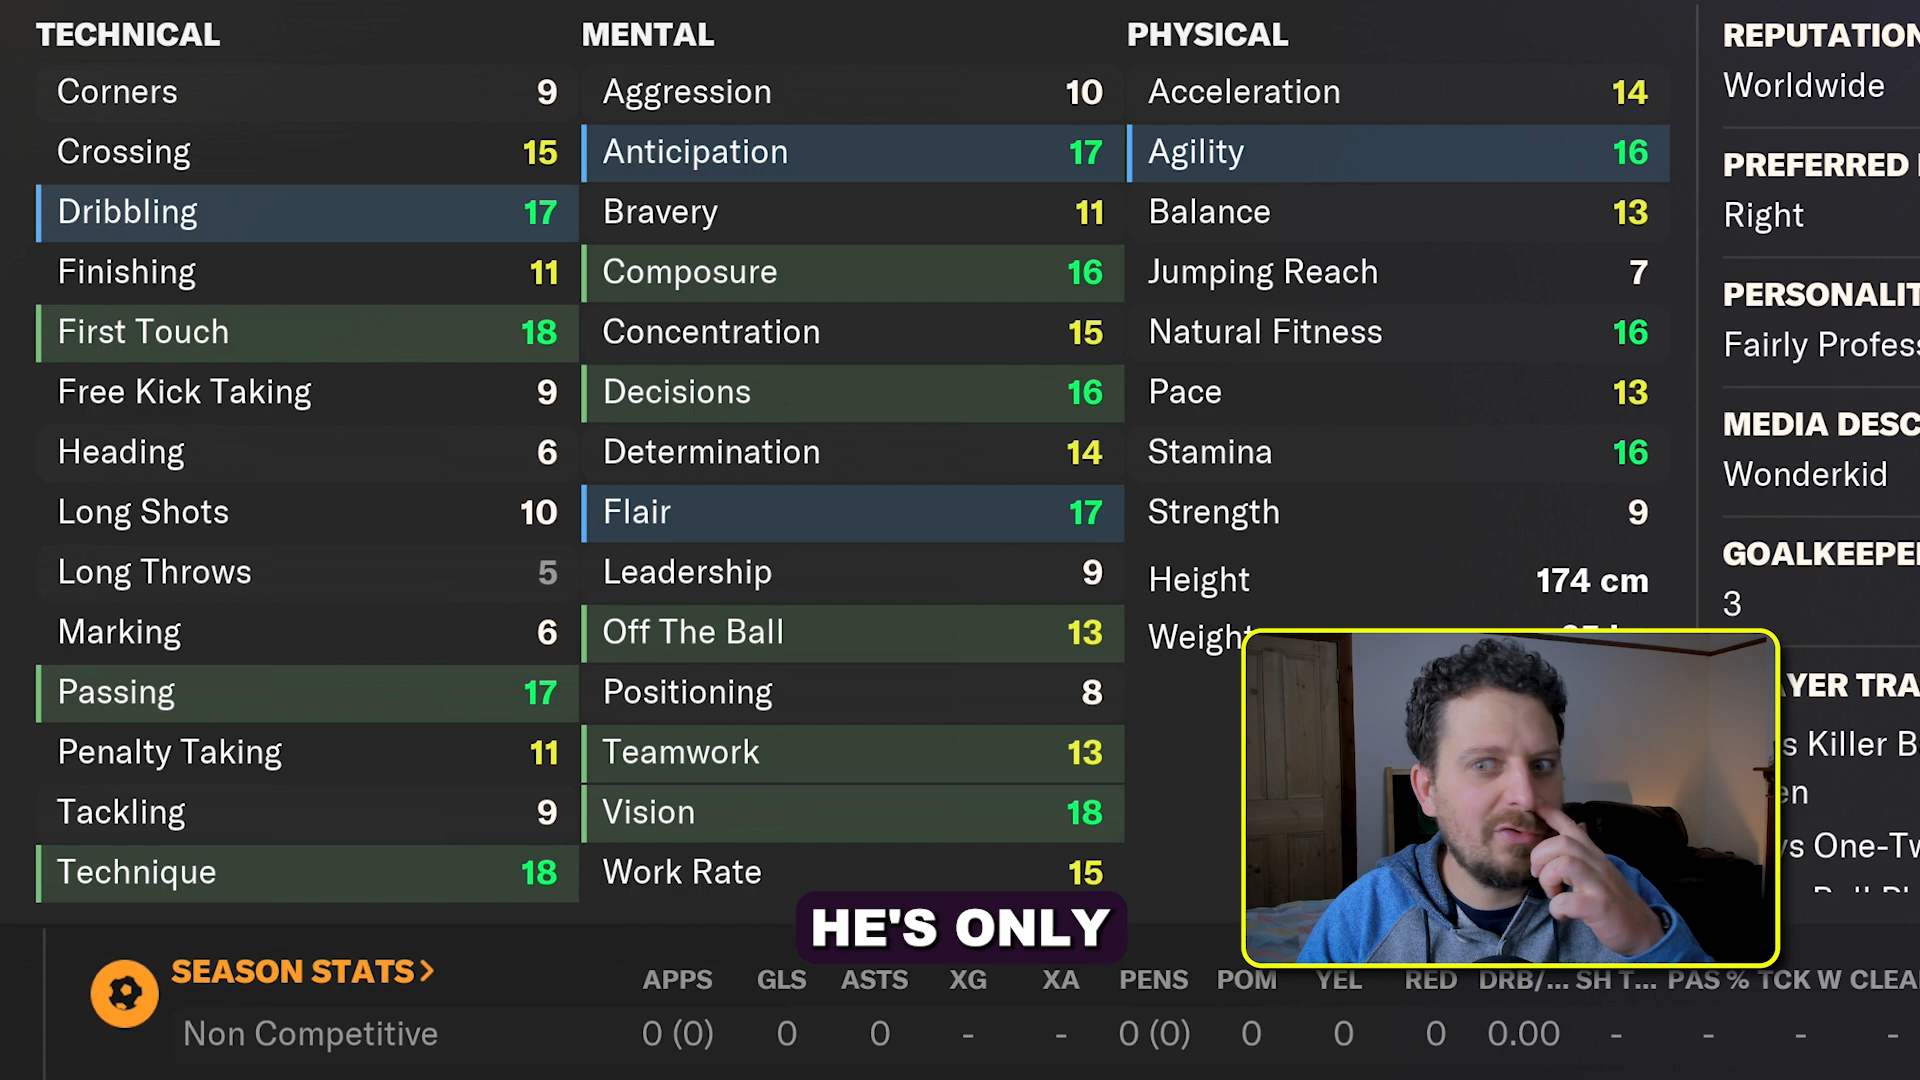 TECHNICAL
Corners 9
Crossing 15
Dribbling 17
Finishing 11
First Touch 18
Free Kick Taking 9
Heading 6
Long Shots 10
Long Throws 5
Marking 6
Passing 17
Penalty Taking 11
Tackling 9
Technique 18
MENTAL
Aggression 10
Anticipation 17
Bravery 11
Composure 16
Concentration 15
Decisions 16
Determination 14
Flair 17
Leadership 9
Off The Ball 13
Positioning 8
Teamwork 13
Vision 18
Work Rate 15
PHYSICAL
Acceleration 14
Agility 16
Balance 13
Jumping Reach 7
Natural Fitness 16
Pace 13
Stamina 16
Strength 9
Height 174 cm
Weight
REPUTATION
Worldwide
PREFERRED
Right
PERSONALIT
Fairly Profess
MEDIA DESC
Wonderkid
GOALKEEPE
3
AYER TRA
s Killer B
en
ys One-Tw
HE'S ONLY
SEASON STATS
APPS GLS ASTS XG XA PENS POM YEL RED DRB/... SH T... PAS % TCK W CLEA
Non Competitive 0 (0) 0 0 - - 0 (0) 0 0 0 0.00 - - - -